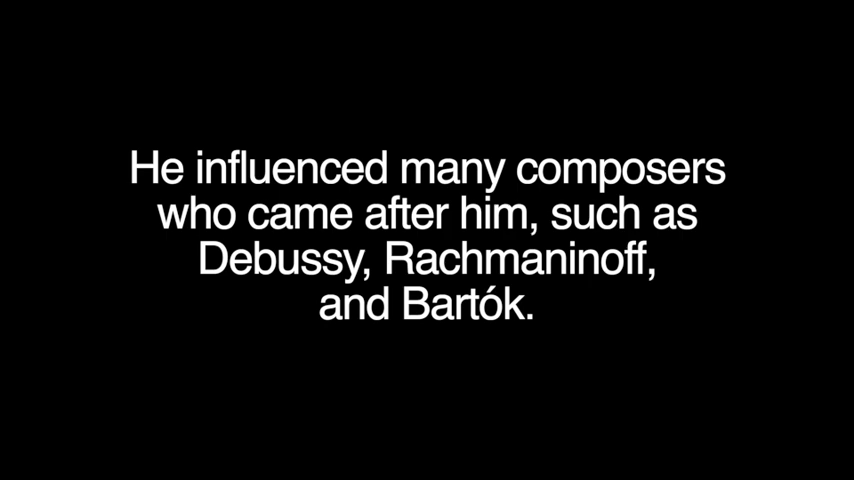 He influenced many composers
who came after him, such as
Debussy, Rachmaninoff,
and Bartók.